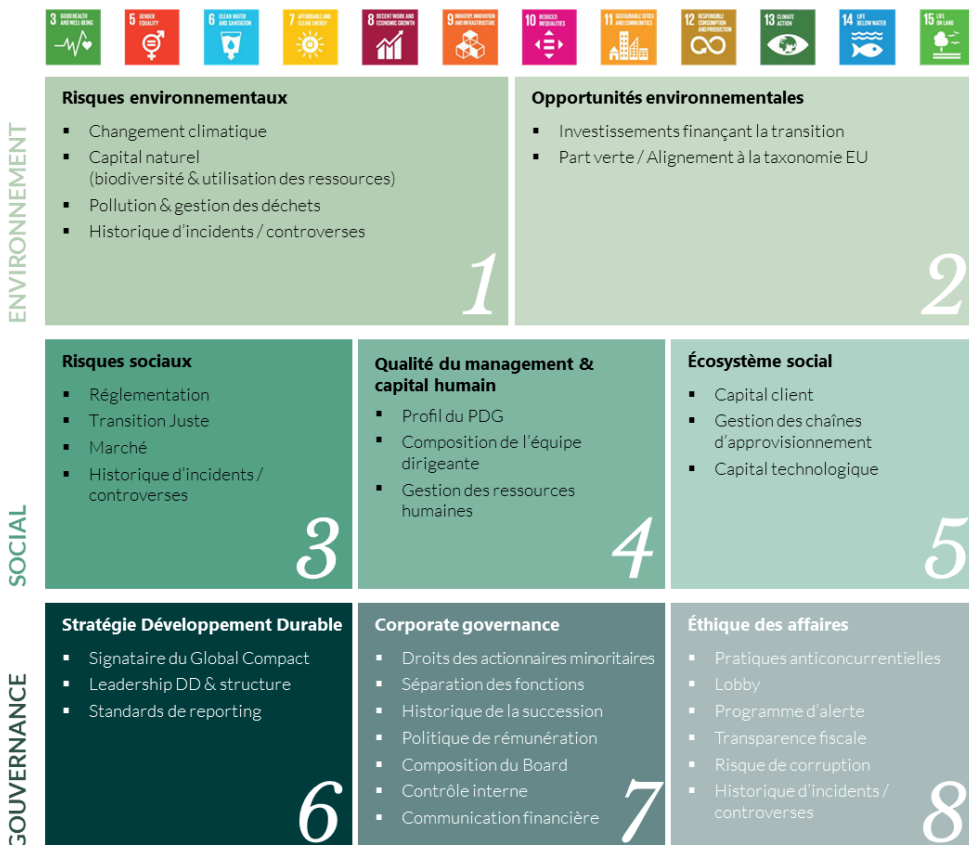 3 GOOD HEALTH
AND WELL-BEING
5 GENDER
EQUALITY
6 CLEAN WATER
AND SANITATION
7 AFFORDABLE AND
CLEAN ENERGY
8 DECENT WORK AND
ECONOMIC GROWTH
9 INDUSTRY, INNOVATION
AND INFRASTRUCTURE
10 REDUCED
INEQUALITIES
11 SUSTAINABLE CITIES
AND COMMUNITIES
12 RESPONSIBLE
CONSUMPTION
AND PRODUCTION
13 CLIMATE
ACTION
14 LIFE
BELOW WATER
15 LIFE
ON LAND
ENVIRONNEMENT
Risques environnementaux
▪ Changement climatique
▪ Capital naturel
(biodiversité & utilisation des ressources)
▪ Pollution & gestion des déchets
▪ Historique d’incidents / controverses
1
Opportunités environnementales
▪ Investissements finançant la transition
▪ Part verte / Alignement à la taxonomie EU
2
SOCIAL
Risques sociaux
▪ Réglementation
▪ Transition Juste
▪ Marché
▪ Historique d’incidents /
controverses
3
Qualité du management &
capital humain
▪ Profil du PDG
▪ Composition de l’équipe
dirigeante
▪ Gestion des ressources
humaines
4
Écosystème social
▪ Capital client
▪ Gestion des chaînes
d’approvisionnement
▪ Capital technologique
5
GOUVERNANCE
Stratégie Développement Durable
▪ Signataire du Global Compact
▪ Leadership DD & structure
▪ Standards de reporting
6
Corporate governance
▪ Droits des actionnaires minoritaires
▪ Séparation des fonctions
▪ Historique de la succession
▪ Politique de rémunération
▪ Composition du Board
▪ Contrôle interne
▪ Communication financière
7
Éthique des affaires
▪ Pratiques anticoncurrentielles
▪ Lobby
▪ Programme d’alerte
▪ Transparence fiscale
▪ Risque de corruption
▪ Historique d’incidents /
controverses
8